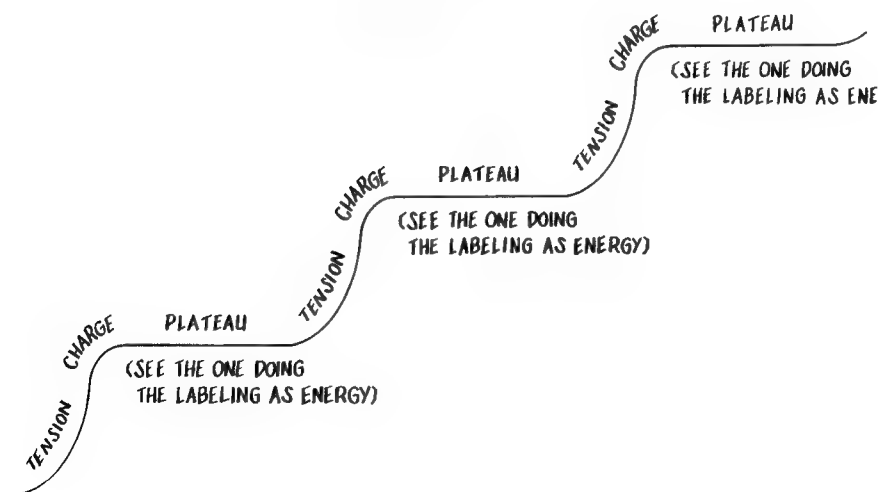 PLATEAU
CHARGE
(SEE THE ONE DOING
THE LABELING AS ENE
TENSION
PLATEAU
CHARGE
(SEE THE ONE DOING
THE LABELING AS ENERGY)
TENSION
PLATEAU
CHARGE
(SEE THE ONE DOING
THE LABELING AS ENERGY)
TENSION